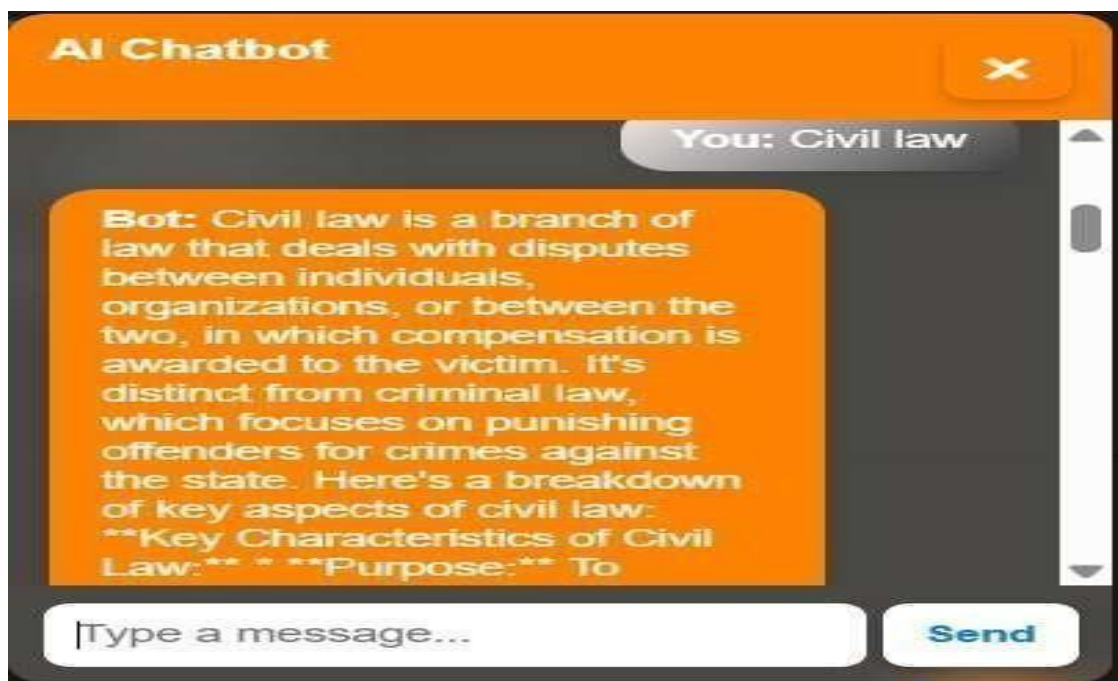 AI Chatbot
×
You: Civil law
Bot: Civil law is a branch of
law that deals with disputes
between individuals,
organizations, or between the
two, in which compensation is
awarded to the victim. It's
distinct from criminal law,
which focuses on punishing
offenders for crimes against
the state. Here's a breakdown
of key aspects of civil law:
**Key Characteristics of Civil
Law:** * **Purpose:** To
Type a message...
Send